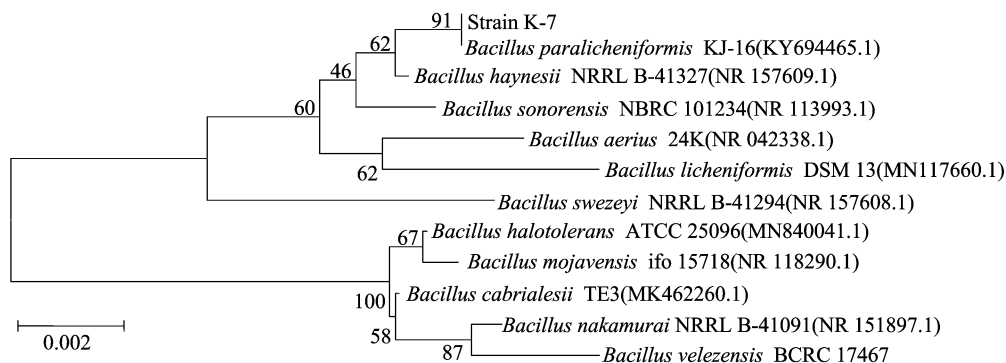 91 Strain K-7
Bacillus paralicheniformis KJ-16(KY694465.1)
62
Bacillus haynesii NRRL B-41327(NR 157609.1)
46
Bacillus sonorensis NBRC 101234(NR 113993.1)
60
Bacillus aerius 24K(NR 042338.1)
62 Bacillus licheniformis DSM 13(MN117660.1)
Bacillus swezeyi NRRL B-41294(NR 157608.1)
67 Bacillus halotolerans ATCC 25096(MN840041.1)
Bacillus mojavensis ifo 15718(NR 118290.1)
100 Bacillus cabrialesii TE3(MK462260.1)
58
Bacillus nakamurai NRRL B-41091(NR 151897.1)
0.002
87 Bacillus velezensis BCRC 17467